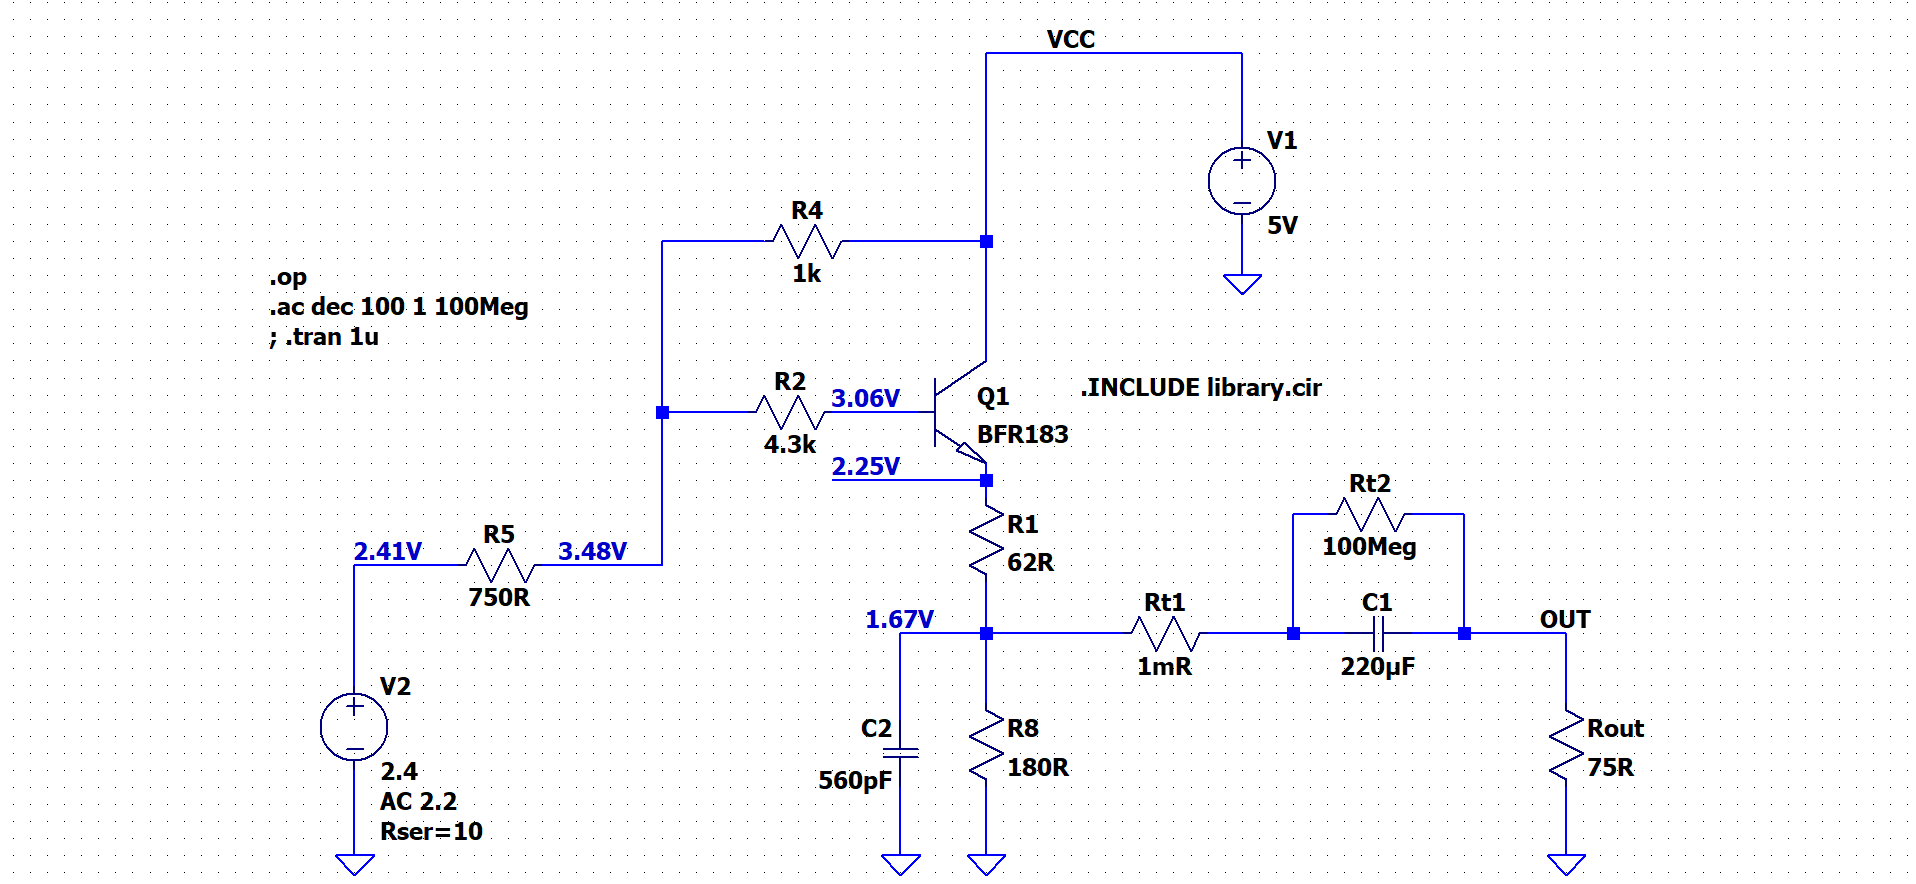 VCC
V1
5V
R4
1k
.op
.ac dec 100 1 100Meg
; .tran 1u
R2
3.06V
4.3k
Q1
BFR183
.INCLUDE library.cir
2.25V
Rt2
100Meg
R1
62R
R5
2.41V
3.48V
750R
1.67V
Rt1
1mR
C1
220µF
OUT
V2
2.4
AC 2.2
Rser=10
C2
560pF
R8
180R
Rout
75R